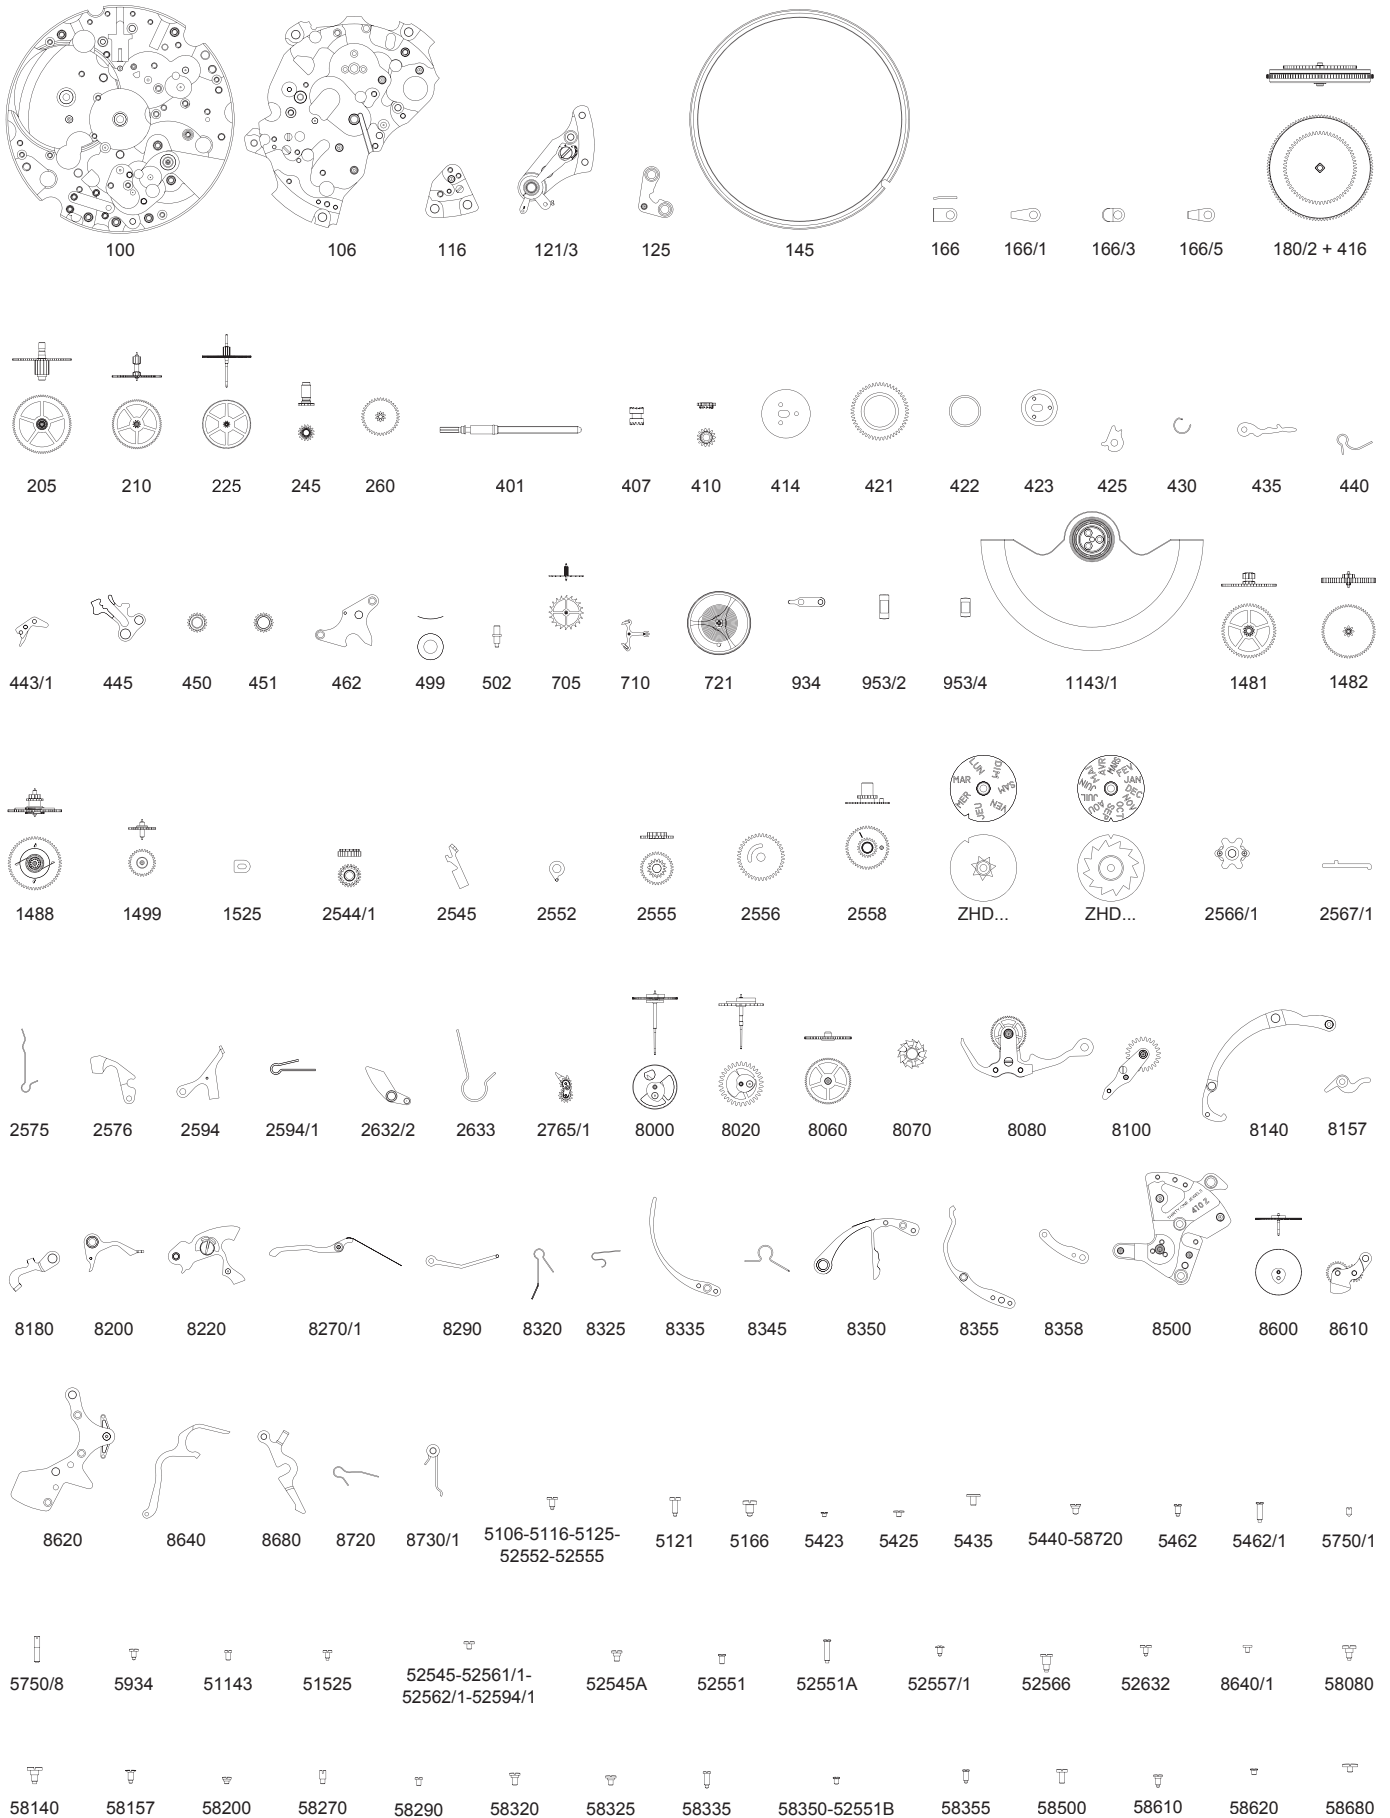 100 106 116 121/3 125 145 166 166/1 166/3 166/5 180/2 + 416
205 210 225 245 260 401 407 410 414 421 422 423 425 430 435 440
443/1 445 450 451 462 499 502 705 710 721 934 953/2 953/4 1143/1 1481 1482
LUN DIM SAM VEN JEU MER MAR
MARS FEV JAN DEC NOV OCT SEP AOU JUIL JUIN MAI AVR
1488 1499 1525 2544/1 2545 2552 2555 2556 2558 ZHD... ZHD... 2566/1 2567/1
2575 2576 2594 2594/1 2632/2 2633 2765/1 8000 8020 8060 8070 8080 8100 8140 8157
THIRTY-ONE JEWELS
410 Z
8180 8200 8220 8270/1 8290 8320 8325 8335 8345 8350 8355 8358 8500 8600 8610
8620 8640 8680 8720 8730/1 5106-5116-5125-
52552-52555 5121 5166 5423 5425 5435 5440-58720 5462 5462/1 5750/1
5750/8 5934 51143 51525 52545-52561/1-
52562/1-52594/1 52545A 52551 52551A 52557/1 52566 52632 8640/1 58080
58140 58157 58200 58270 58290 58320 58325 58335 58350-52551B 58355 58500 58610 58620 58680